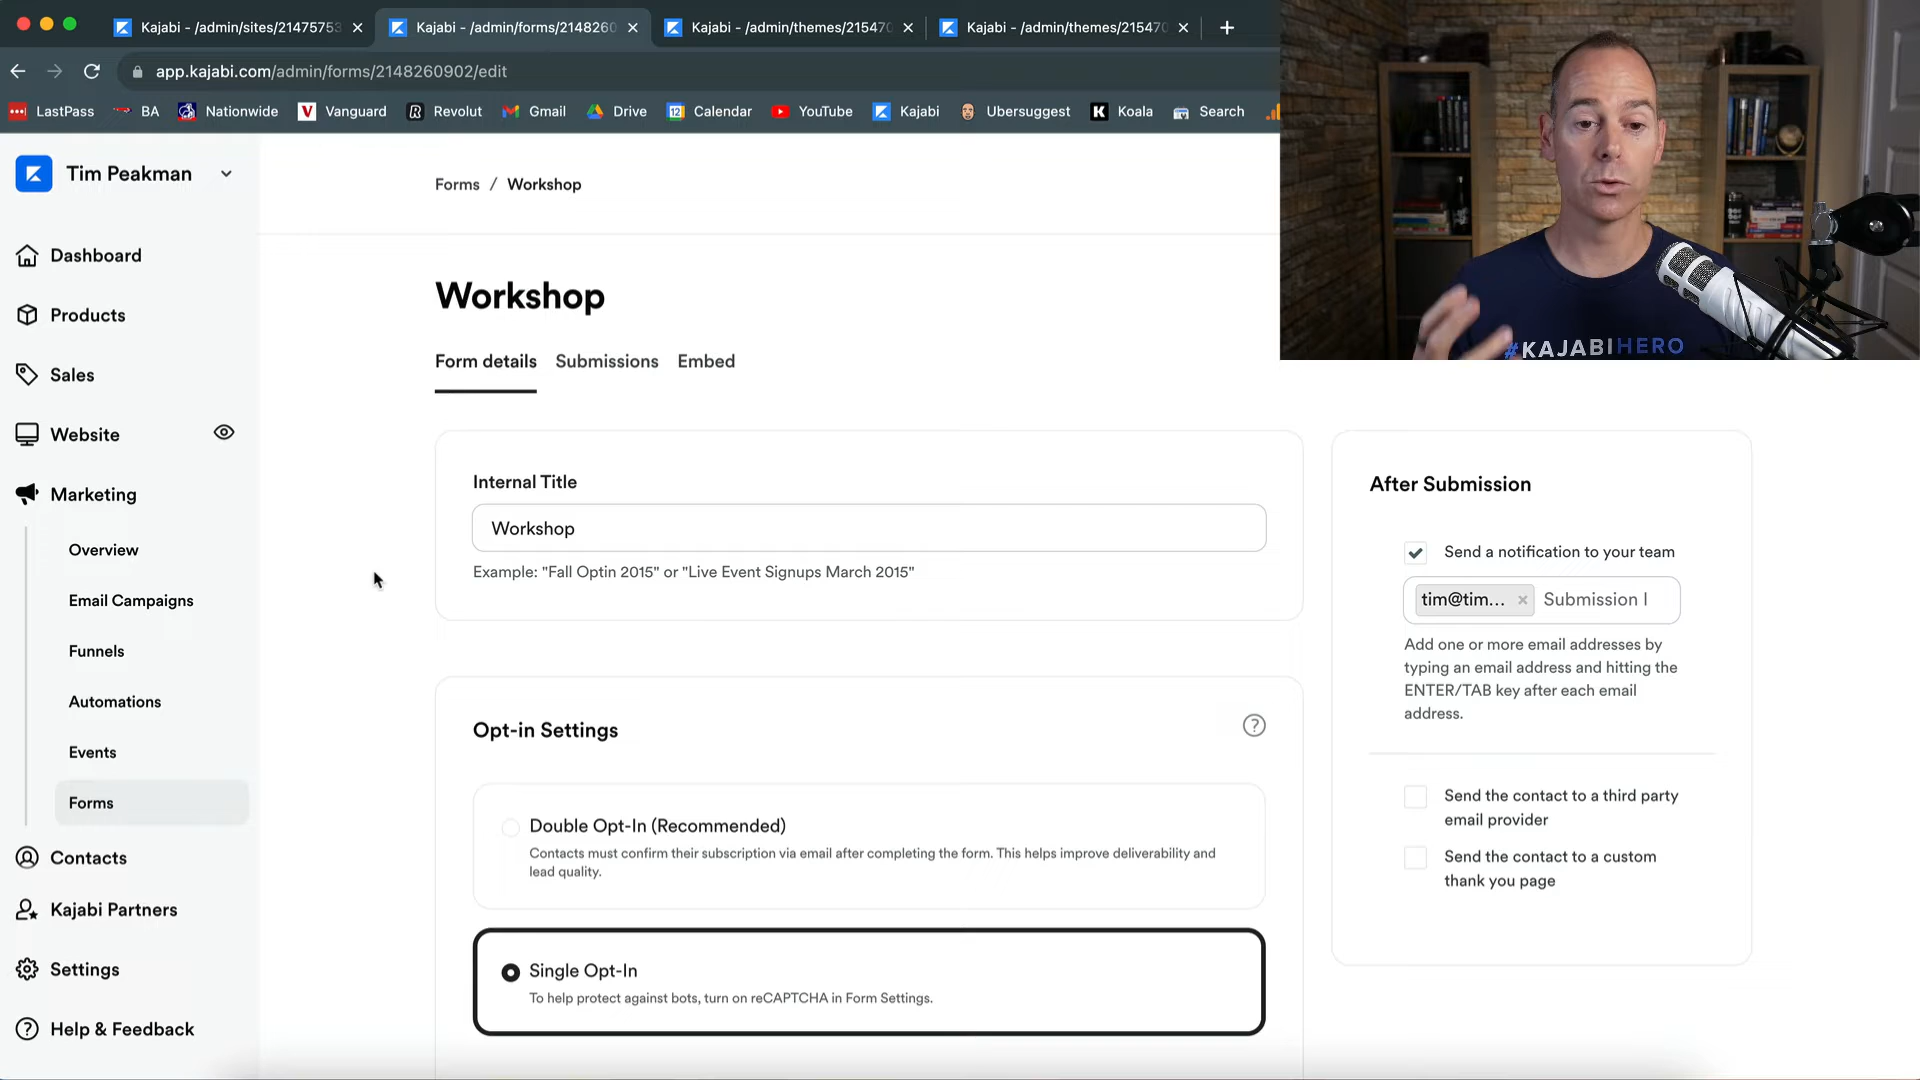 Kajabi - /admin/sites/21475753
Kajabi - /admin/forms/2148260
Kajabi - /admin/themes/21547
Kajabi - /admin/themes/21547
app.kajabi.com/admin/forms/2148260902/edit
LastPass
BA
Nationwide
V
Vanguard
R
Revolut
Gmail
Drive
12
Calendar
YouTube
Kajabi
Ubersuggest
K
Koala
Search
#KAJABIHERO
Tim Peakman
Dashboard
Products
Sales
Website
Marketing
Overview
Email Campaigns
Funnels
Automations
Events
Forms
Contacts
Kajabi Partners
Settings
Help & Feedback
Forms / Workshop
Workshop
Form details
Submissions
Embed
Internal Title
Workshop
Example: "Fall Optin 2015" or "Live Event Signups March 2015"
Opt-in Settings
?
Double Opt-In (Recommended)
Contacts must confirm their subscription via email after completing the form. This helps improve deliverability and
lead quality.
Single Opt-In
To help protect against bots, turn on reCAPTCHA in Form Settings.
After Submission
Send a notification to your team
tim@tim... × Submission
Add one or more email addresses by
typing an email address and hitting the
ENTER/TAB key after each email
address.
Send the contact to a third party
email provider
Send the contact to a custom
thank you page